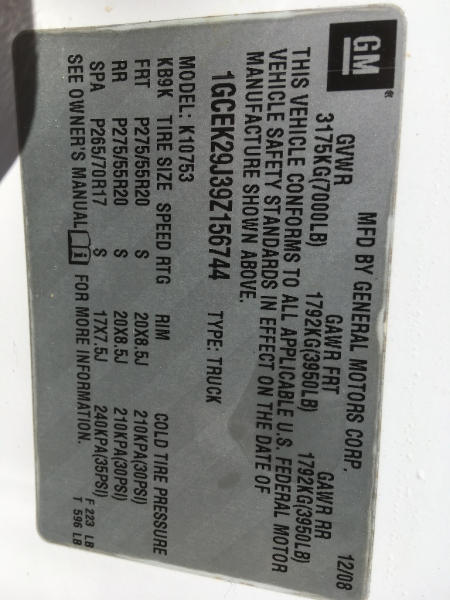 GM®
MFD BY GENERAL MOTORS CORP. 12/08
GVWR GAWR FRT GAWR RR
3175KG(7000LB) 1792KG(3950LB) 1792KG(3950LB)
THIS VEHICLE CONFORMS TO ALL APPLICABLE U.S. FEDERAL MOTOR
VEHICLE SAFETY STANDARDS IN EFFECT ON THE DATE OF
MANUFACTURE SHOWN ABOVE.
1GCEK29J39Z156744 TYPE: TRUCK
MODEL: K10753
KB9K TIRE SIZE SPEED RTG RIM COLD TIRE PRESSURE
FRT P275/55R20 S 20X8.5J 210KPA(30PSI)
RR P275/55R20 S 20X8.5J 210KPA(30PSI)
SPA P265/70R17 S 17X7.5J 240KPA(35PSI)
SEE OWNER'S MANUAL FOR MORE INFORMATION.
F 223 LB
T 596 LB